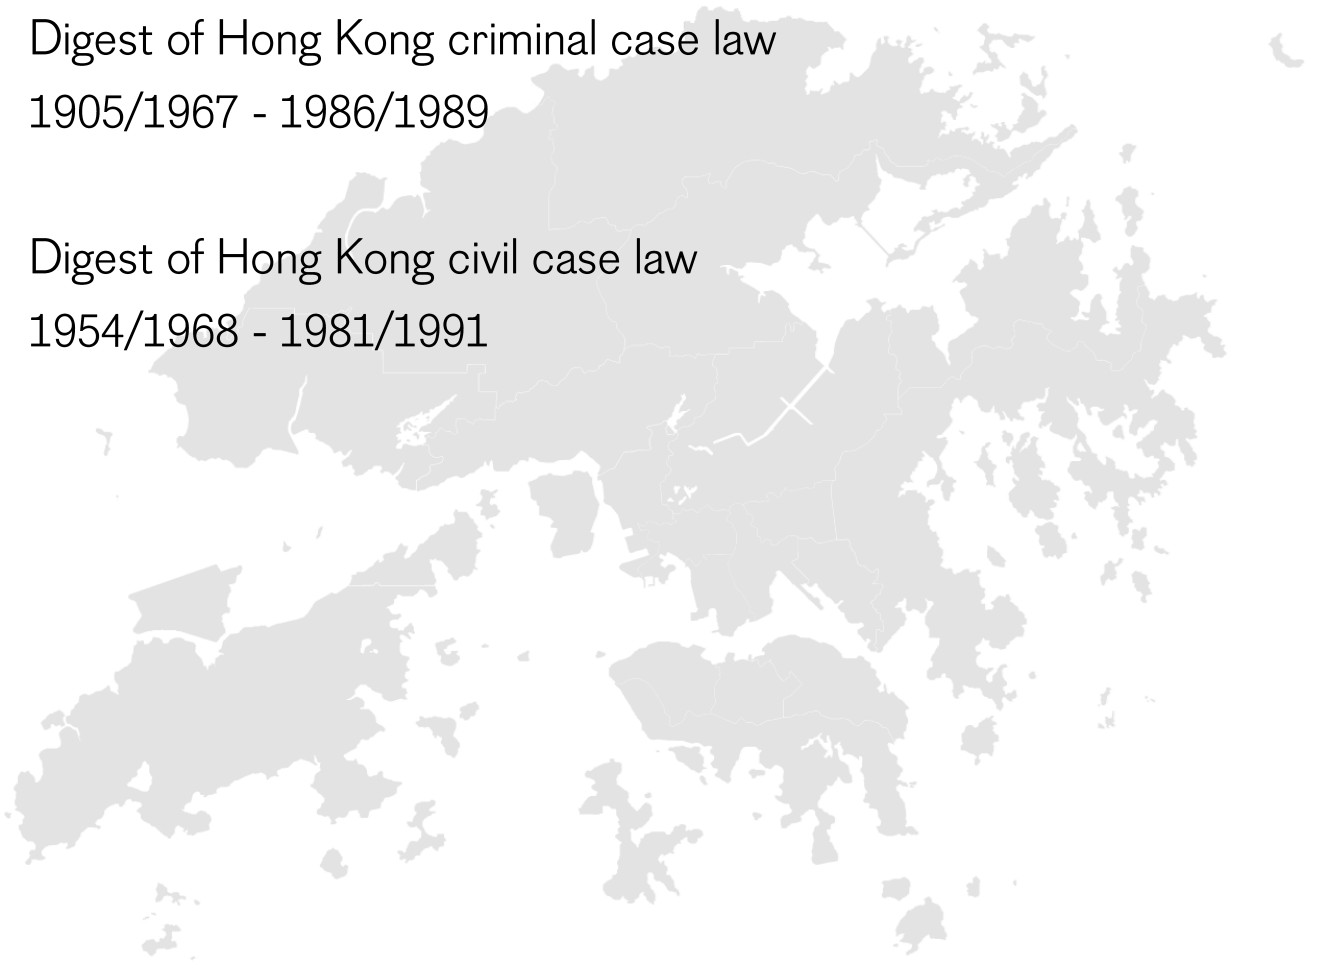 Digest of Hong Kong criminal case law
1905/1967 - 1986/1989
Digest of Hong Kong civil case law
1954/1968 - 1981/1991